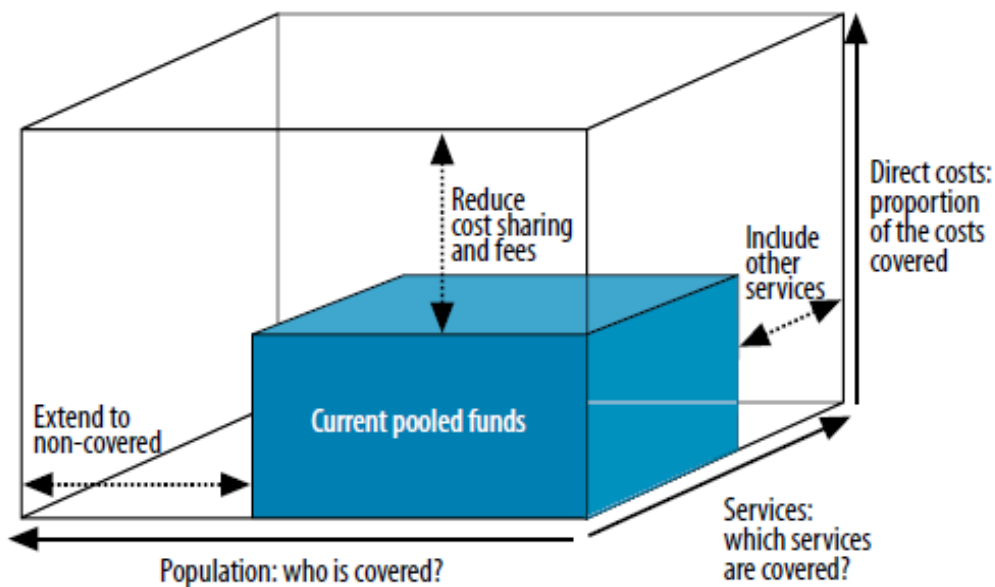 Reduce
cost sharing
and fees
Include
other
services
Direct costs:
proportion
of the costs
covered
Extend to
non-covered
Current pooled funds
Population: who is covered?
Services:
which services
are covered?